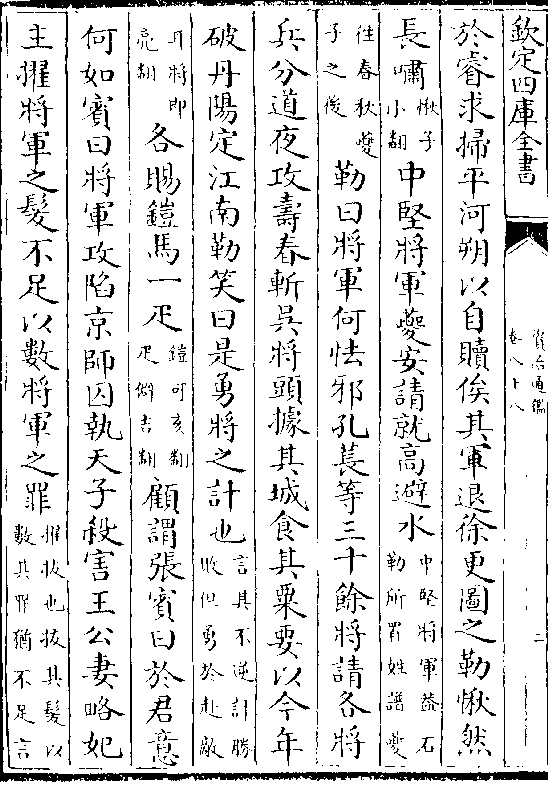 欽定四庫全書
資治通鑑
卷八十八
二
於睿求掃平河朔以自贖俟其軍退徐更圖之勒愀然
長嘯愀子小翻中堅將軍夔安請就高避水中堅將軍蓋石勒所置姓譜夔
往春秋夔子之後勒曰將軍何怯邪孔萇等三十餘將請各將
兵分道夜攻壽春斬吳將頭據其城食其粟要以今年
破丹陽定江南勒笑曰是勇將之計也言其不逆計勝敗但勇於赴敵
將即亮翻各賜鎧馬一疋鎧可亥翻疋僻吉翻顧謂張賓曰於君意
何如賓曰將軍攻陷京師囚執天子殺害王公妻略妃
主擢將軍之髮不足以數將軍之罪擢拔也拔其髮以數其罪猶不足言